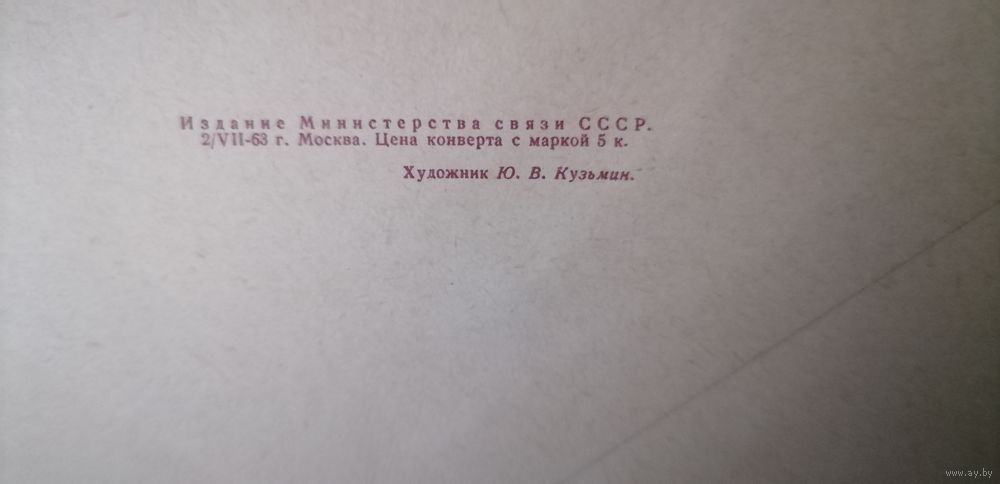 Издание Министерства связи СССР.
2/VII-63 г. Москва. Цена конверта с маркой 5 к.
Художник Ю. В. Кузьмин.
www.ay.by